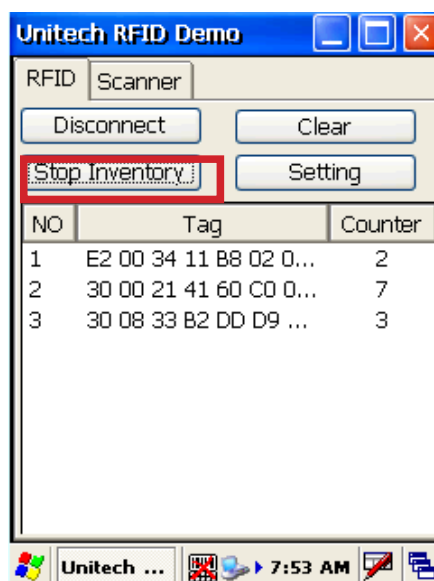 Unitech RFID Demo
RFID Scanner
Disconnect Clear
Stop Inventory Setting
NO Tag Counter
1 E2 00 34 11 B8 02 0... 2
2 30 00 21 41 60 C0 0... 7
3 30 08 33 B2 DD D9 ... 3
Unitech ... 7:53 AM